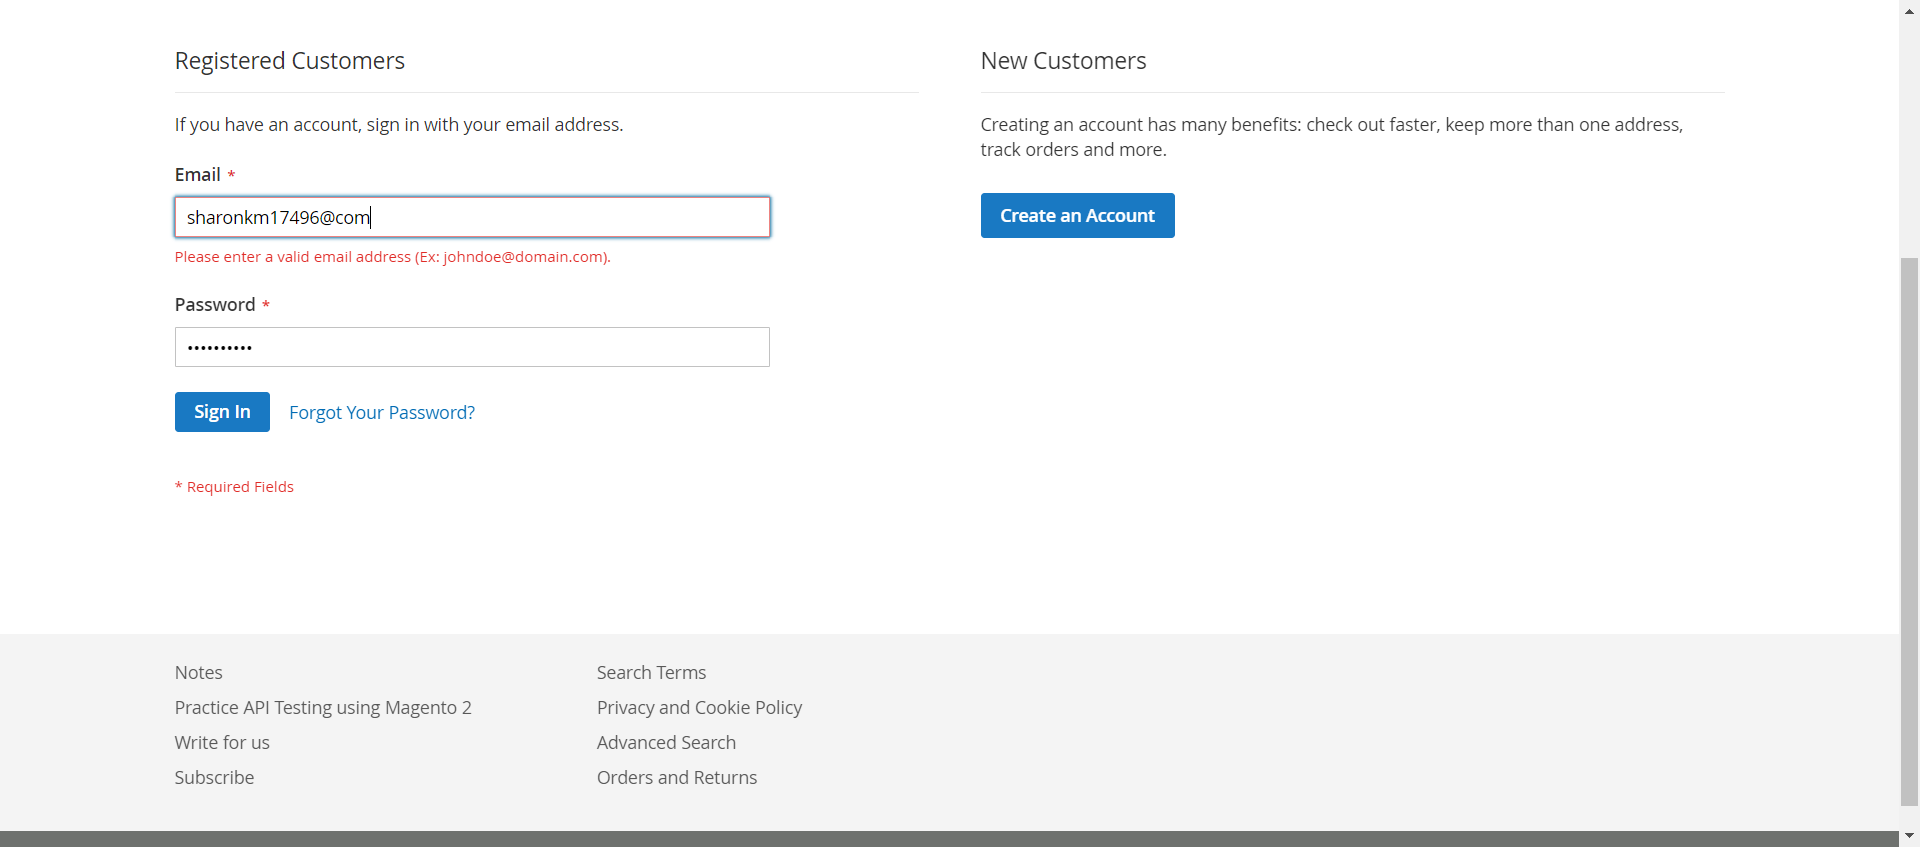 Registered Customers
If you have an account, sign in with your email address.
Email *
sharonkm17496@com
Please enter a valid email address (Ex: johndoe@domain.com).
Password *
••••••••••
Sign In
Forgot Your Password?
* Required Fields
New Customers
Creating an account has many benefits: check out faster, keep more than one address,
track orders and more.
Create an Account
Notes
Practice API Testing using Magento 2
Write for us
Subscribe
Search Terms
Privacy and Cookie Policy
Advanced Search
Orders and Returns